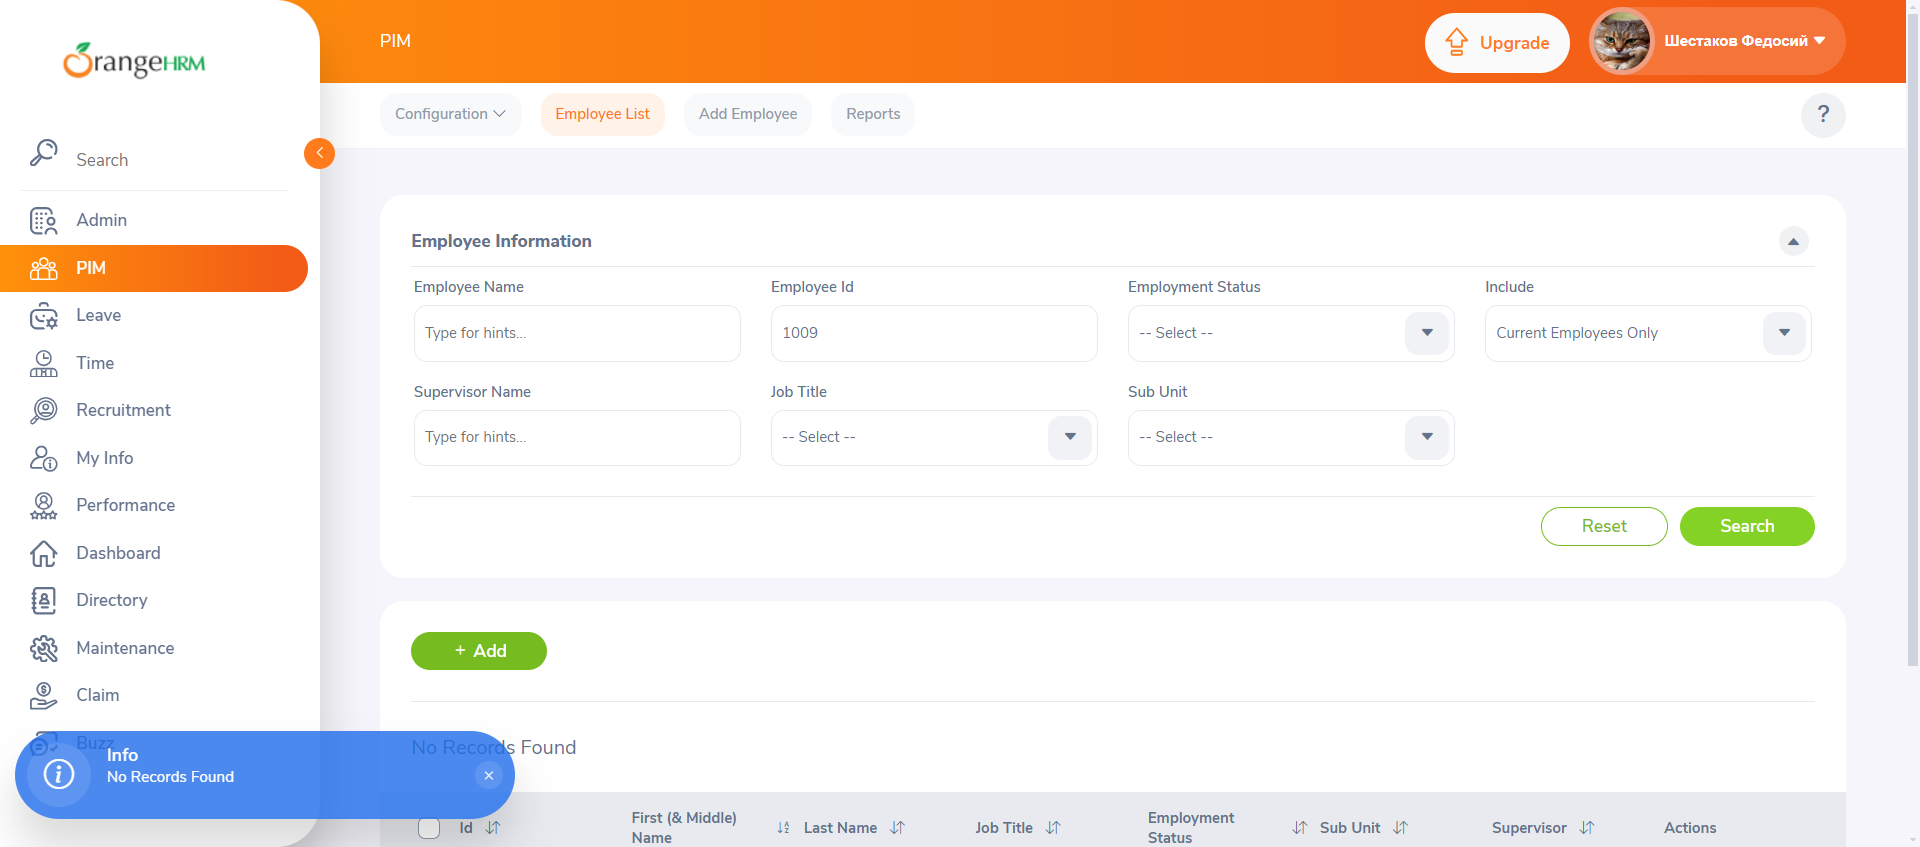 OrangeHRM
Search
Admin
PIM
Leave
Time
Recruitment
My Info
Performance
Dashboard
Directory
Maintenance
Claim
Buzz
PIM
Upgrade
Шестаков Федосий
Configuration
Employee List
Add Employee
Reports
?
Employee Information
Employee Name
Employee Id
Employment Status
Include
Type for hints...
1009
-- Select --
Current Employees Only
Supervisor Name
Job Title
Sub Unit
Type for hints...
-- Select --
-- Select --
Reset
Search
+ Add
No Records Found
Id
First (& Middle)
Name
Last Name
Job Title
Employment
Status
Sub Unit
Supervisor
Actions
Info
No Records Found